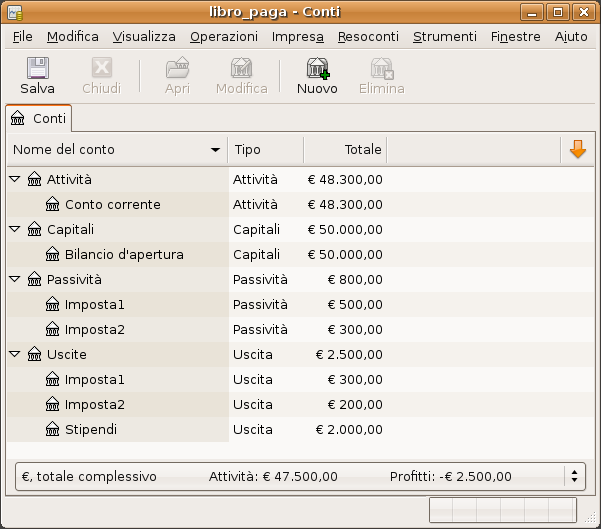 libro_paga - Conti
File Modifica Visualizza Operazioni Impresa Resoconti Strumenti Finestre Aiuto
Salva Chiudi Apri Modifica Nuovo Elimina
Conti
Nome del conto Tipo Totale
Attività Attività € 48.300,00
Conto corrente Attività € 48.300,00
Capitali Capitali € 50.000,00
Bilancio d'apertura Capitali € 50.000,00
Passività Passività € 800,00
Imposta1 Passività € 500,00
Imposta2 Passività € 300,00
Uscite Uscita € 2.500,00
Imposta1 Uscita € 300,00
Imposta2 Uscita € 200,00
Stipendi Uscita € 2.000,00
€, totale complessivo Attività: € 47.500,00 Profitti: -€ 2.500,00